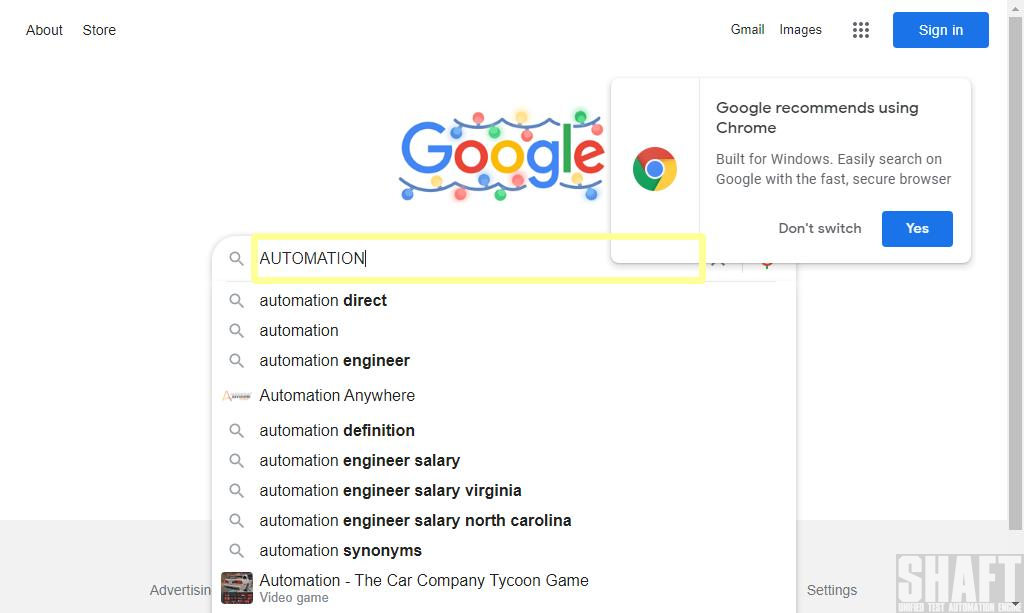 About Store
Gmail Images Sign in
Google
Google recommends using
Chrome
Built for Windows. Easily search on
Google with the fast, secure browser
Don't switch Yes
AUTOMATION
automation direct
automation
automation engineer
Automation Anywhere
automation definition
automation engineer salary
automation engineer salary virginia
automation engineer salary north carolina
automation synonyms
Automation - The Car Company Tycoon Game
Video game
Settings
SHAFT
UNIFIED TEST AUTOMATION